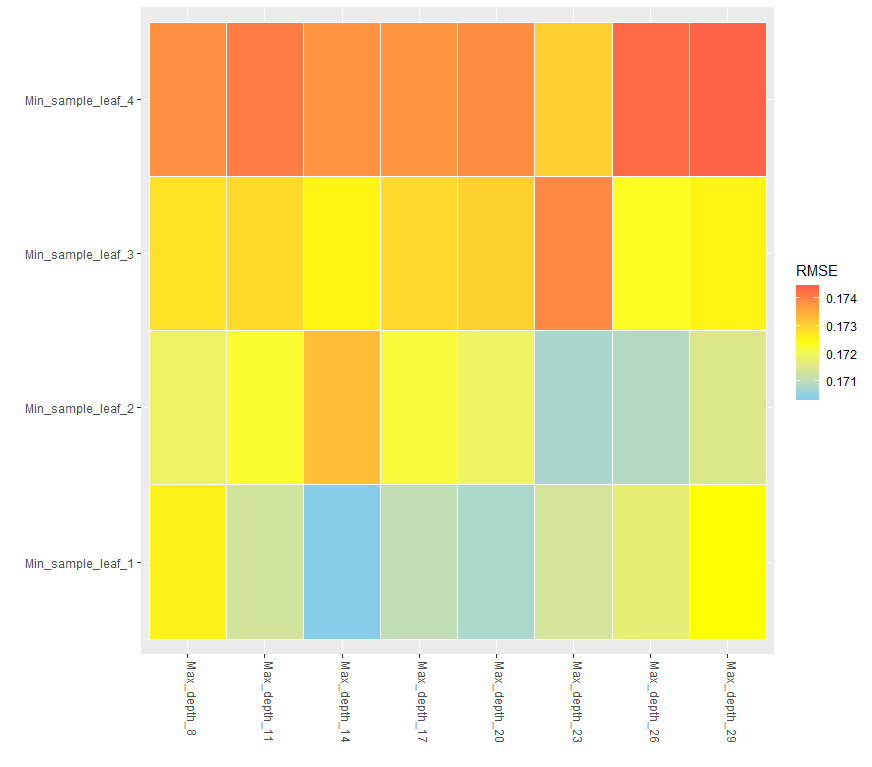 Min_sample_leaf_4
Min_sample_leaf_3
Min_sample_leaf_2
Min_sample_leaf_1
Max_depth_8
Max_depth_11
Max_depth_14
Max_depth_17
Max_depth_20
Max_depth_23
Max_depth_26
Max_depth_29
RMSE
0.174
0.173
0.172
0.171